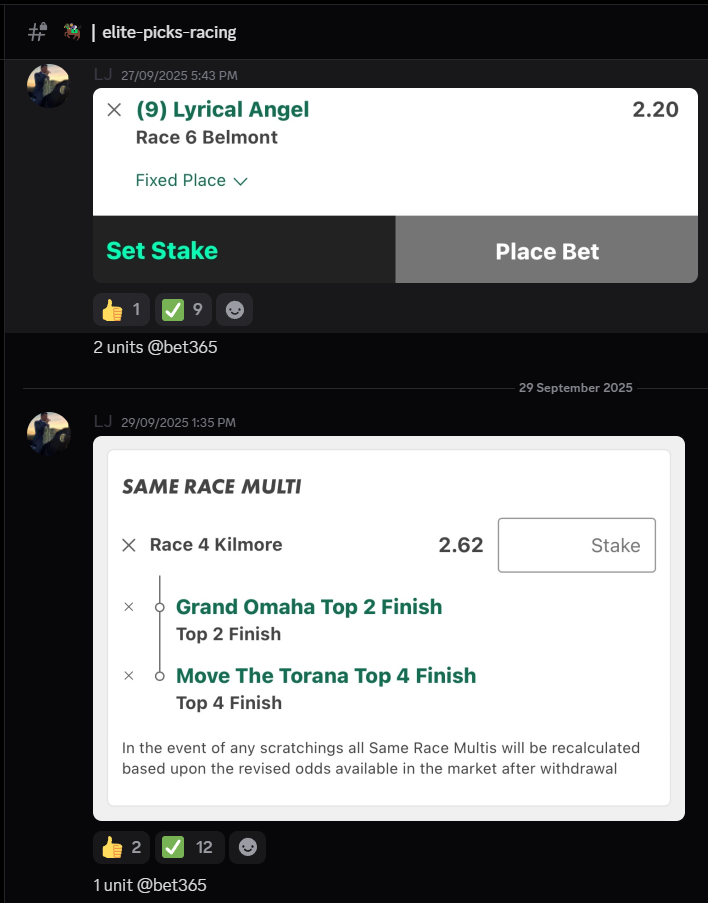 # | elite-picks-racing
LJ 27/09/2025 5:43 PM
(9) Lyrical Angel 2.20
Race 6 Belmont
Fixed Place
Set Stake Place Bet
1 9
2 units @bet365
29 September 2025
LJ 29/09/2025 1:35 PM
SAME RACE MULTI
Race 4 Kilmore 2.62 Stake
Grand Omaha Top 2 Finish
Top 2 Finish
Move The Torana Top 4 Finish
Top 4 Finish
In the event of any scratchings all Same Race Multis will be recalculated
based upon the revised odds available in the market after withdrawal
2 12
1 unit @bet365